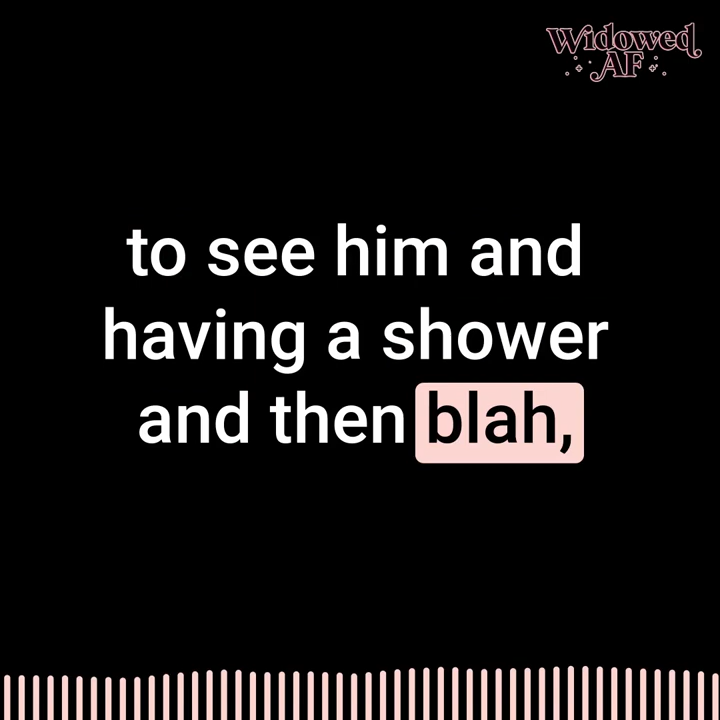 Widowed
AF
to see him and
having a shower
and then blah,